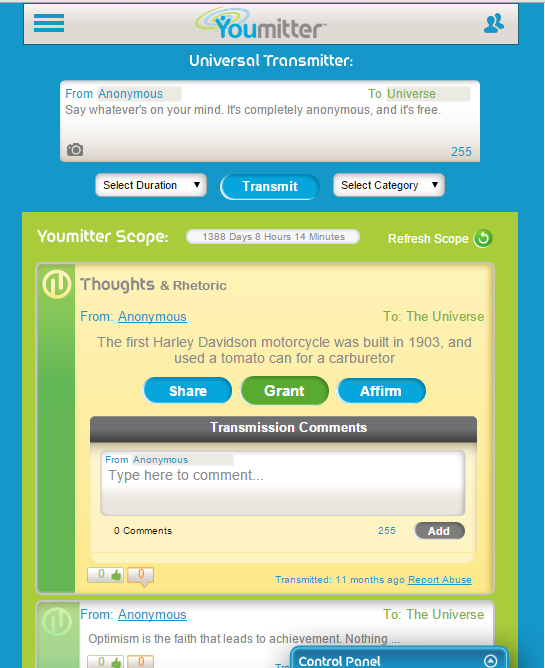 Youmitter™
Universal Transmitter:
From Anonymous To Universe
Say whatever's on your mind. It's completely anonymous, and it's free.
255
Select Duration Transmit Select Category
Youmitter Scope: 1388 Days 8 Hours 14 Minutes Refresh Scope
Thoughts & Rhetoric
From: Anonymous To: The Universe
The first Harley Davidson motorcycle was built in 1903, and
used a tomato can for a carburetor
Share Grant Affirm
Transmission Comments
From Anonymous
Type here to comment...
0 Comments 255 Add
0 0 Transmitted: 11 months ago Report Abuse
From: Anonymous To: The Universe
Optimism is the faith that leads to achievement. Nothing ...
0 0
Control Panel